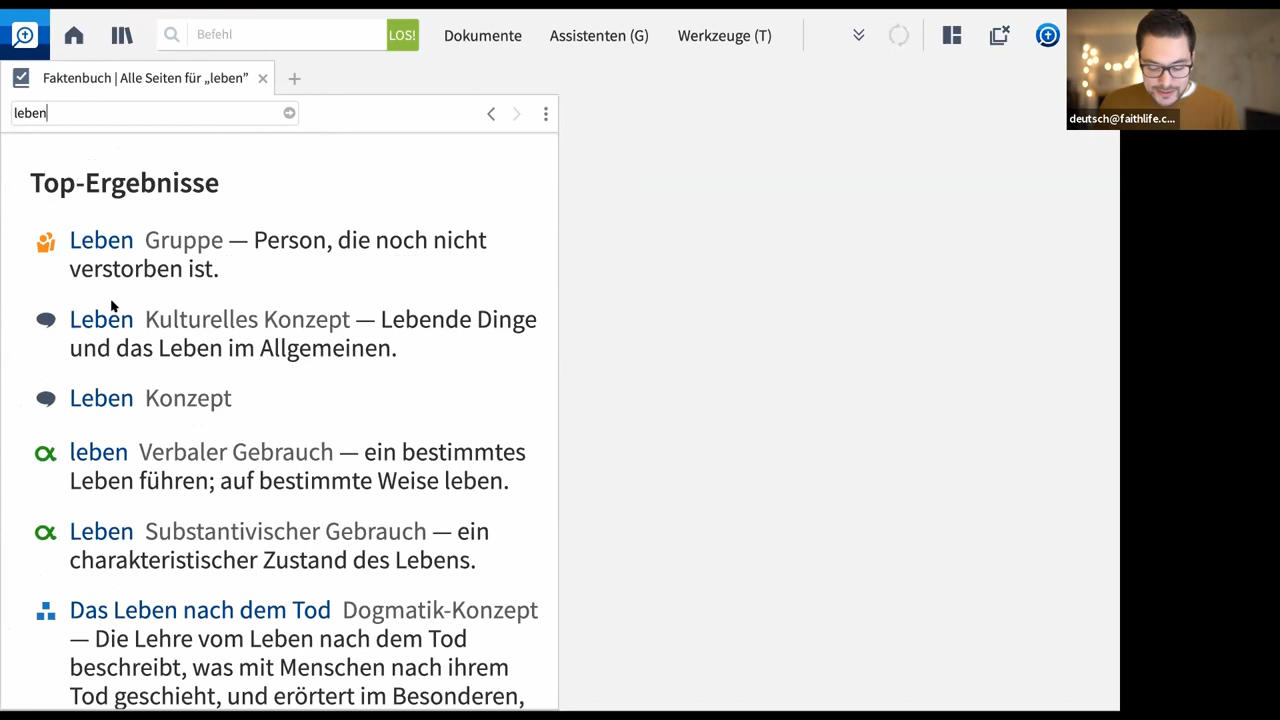 Befehl
LOS!
Dokumente
Assistenten (G)
Werkzeuge (T)
deutsch@faithlife.c...
Faktenbuch | Alle Seiten für „leben”
leben
Top-Ergebnisse
Leben Gruppe — Person, die noch nicht
verstorben ist.
Leben Kulturelles Konzept — Lebende Dinge
und das Leben im Allgemeinen.
Leben Konzept
leben Verbaler Gebrauch — ein bestimmtes
Leben führen; auf bestimmte Weise leben.
Leben Substantivischer Gebrauch — ein
charakteristischer Zustand des Lebens.
Das Leben nach dem Tod Dogmatik-Konzept
— Die Lehre vom Leben nach dem Tod
beschreibt, was mit Menschen nach ihrem
Tod geschieht, und erörtert im Besonderen,